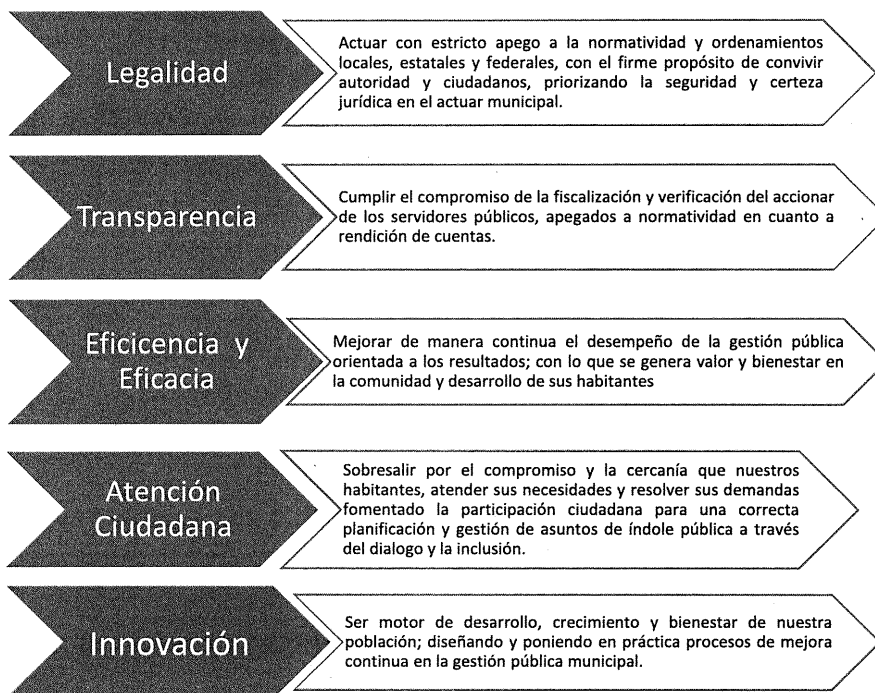 Legalidad
Actuar con estricto apego a la normatividad y ordenamientos
locales, estatales y federales, con el firme propósito de convivir
autoridad y ciudadanos, priorizando la seguridad y certeza
jurídica en el actuar municipal.
Transparencia
Cumplir el compromiso de la fiscalización y verificación del accionar
de los servidores públicos, apegados a normatividad en cuanto a
rendición de cuentas.
Eficicencia y
Eficacia
Mejorar de manera continua el desempeño de la gestión pública
orientada a los resultados; con lo que se genera valor y bienestar en
la comunidad y desarrollo de sus habitantes
Atención
Ciudadana
Sobresalir por el compromiso y la cercanía que nuestros
habitantes, atender sus necesidades y resolver sus demandas
fomentado la participación ciudadana para una correcta
planificación y gestión de asuntos de índole pública a través
del dialogo y la inclusión.
Innovación
Ser motor de desarrollo, crecimiento y bienestar de nuestra
población; diseñando y poniendo en práctica procesos de mejora
continua en la gestión pública municipal.